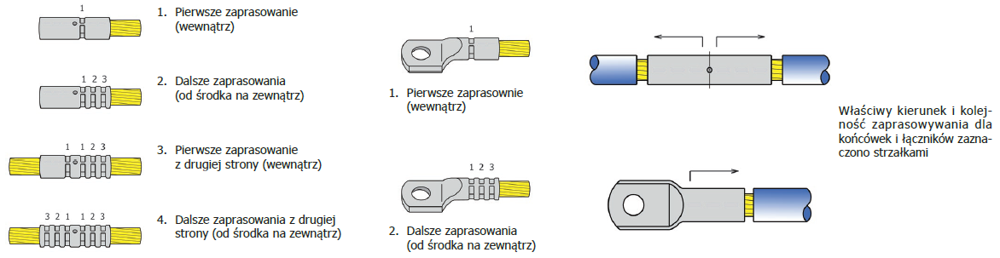 1
1. Pierwsze zaprasowanie
(wewnątrz)
1 2 3
2. Dalsze zaprasowania
(od środka na zewnątrz)
1 1 2 3
3. Pierwsze zaprasowanie
z drugiej strony (wewnątrz)
3 2 1 1 2 3
4. Dalsze zaprasowania z drugiej
strony (od środka na zewnątrz)
1
1. Pierwsze zaprasownie
(wewnątrz)
1 2 3
2. Dalsze zaprasowania
(od środka na zewnątrz)
Właściwy kierunek i kolej-
ność zaprasowywania dla
końcówek i łączników zazna-
czono strzałkami